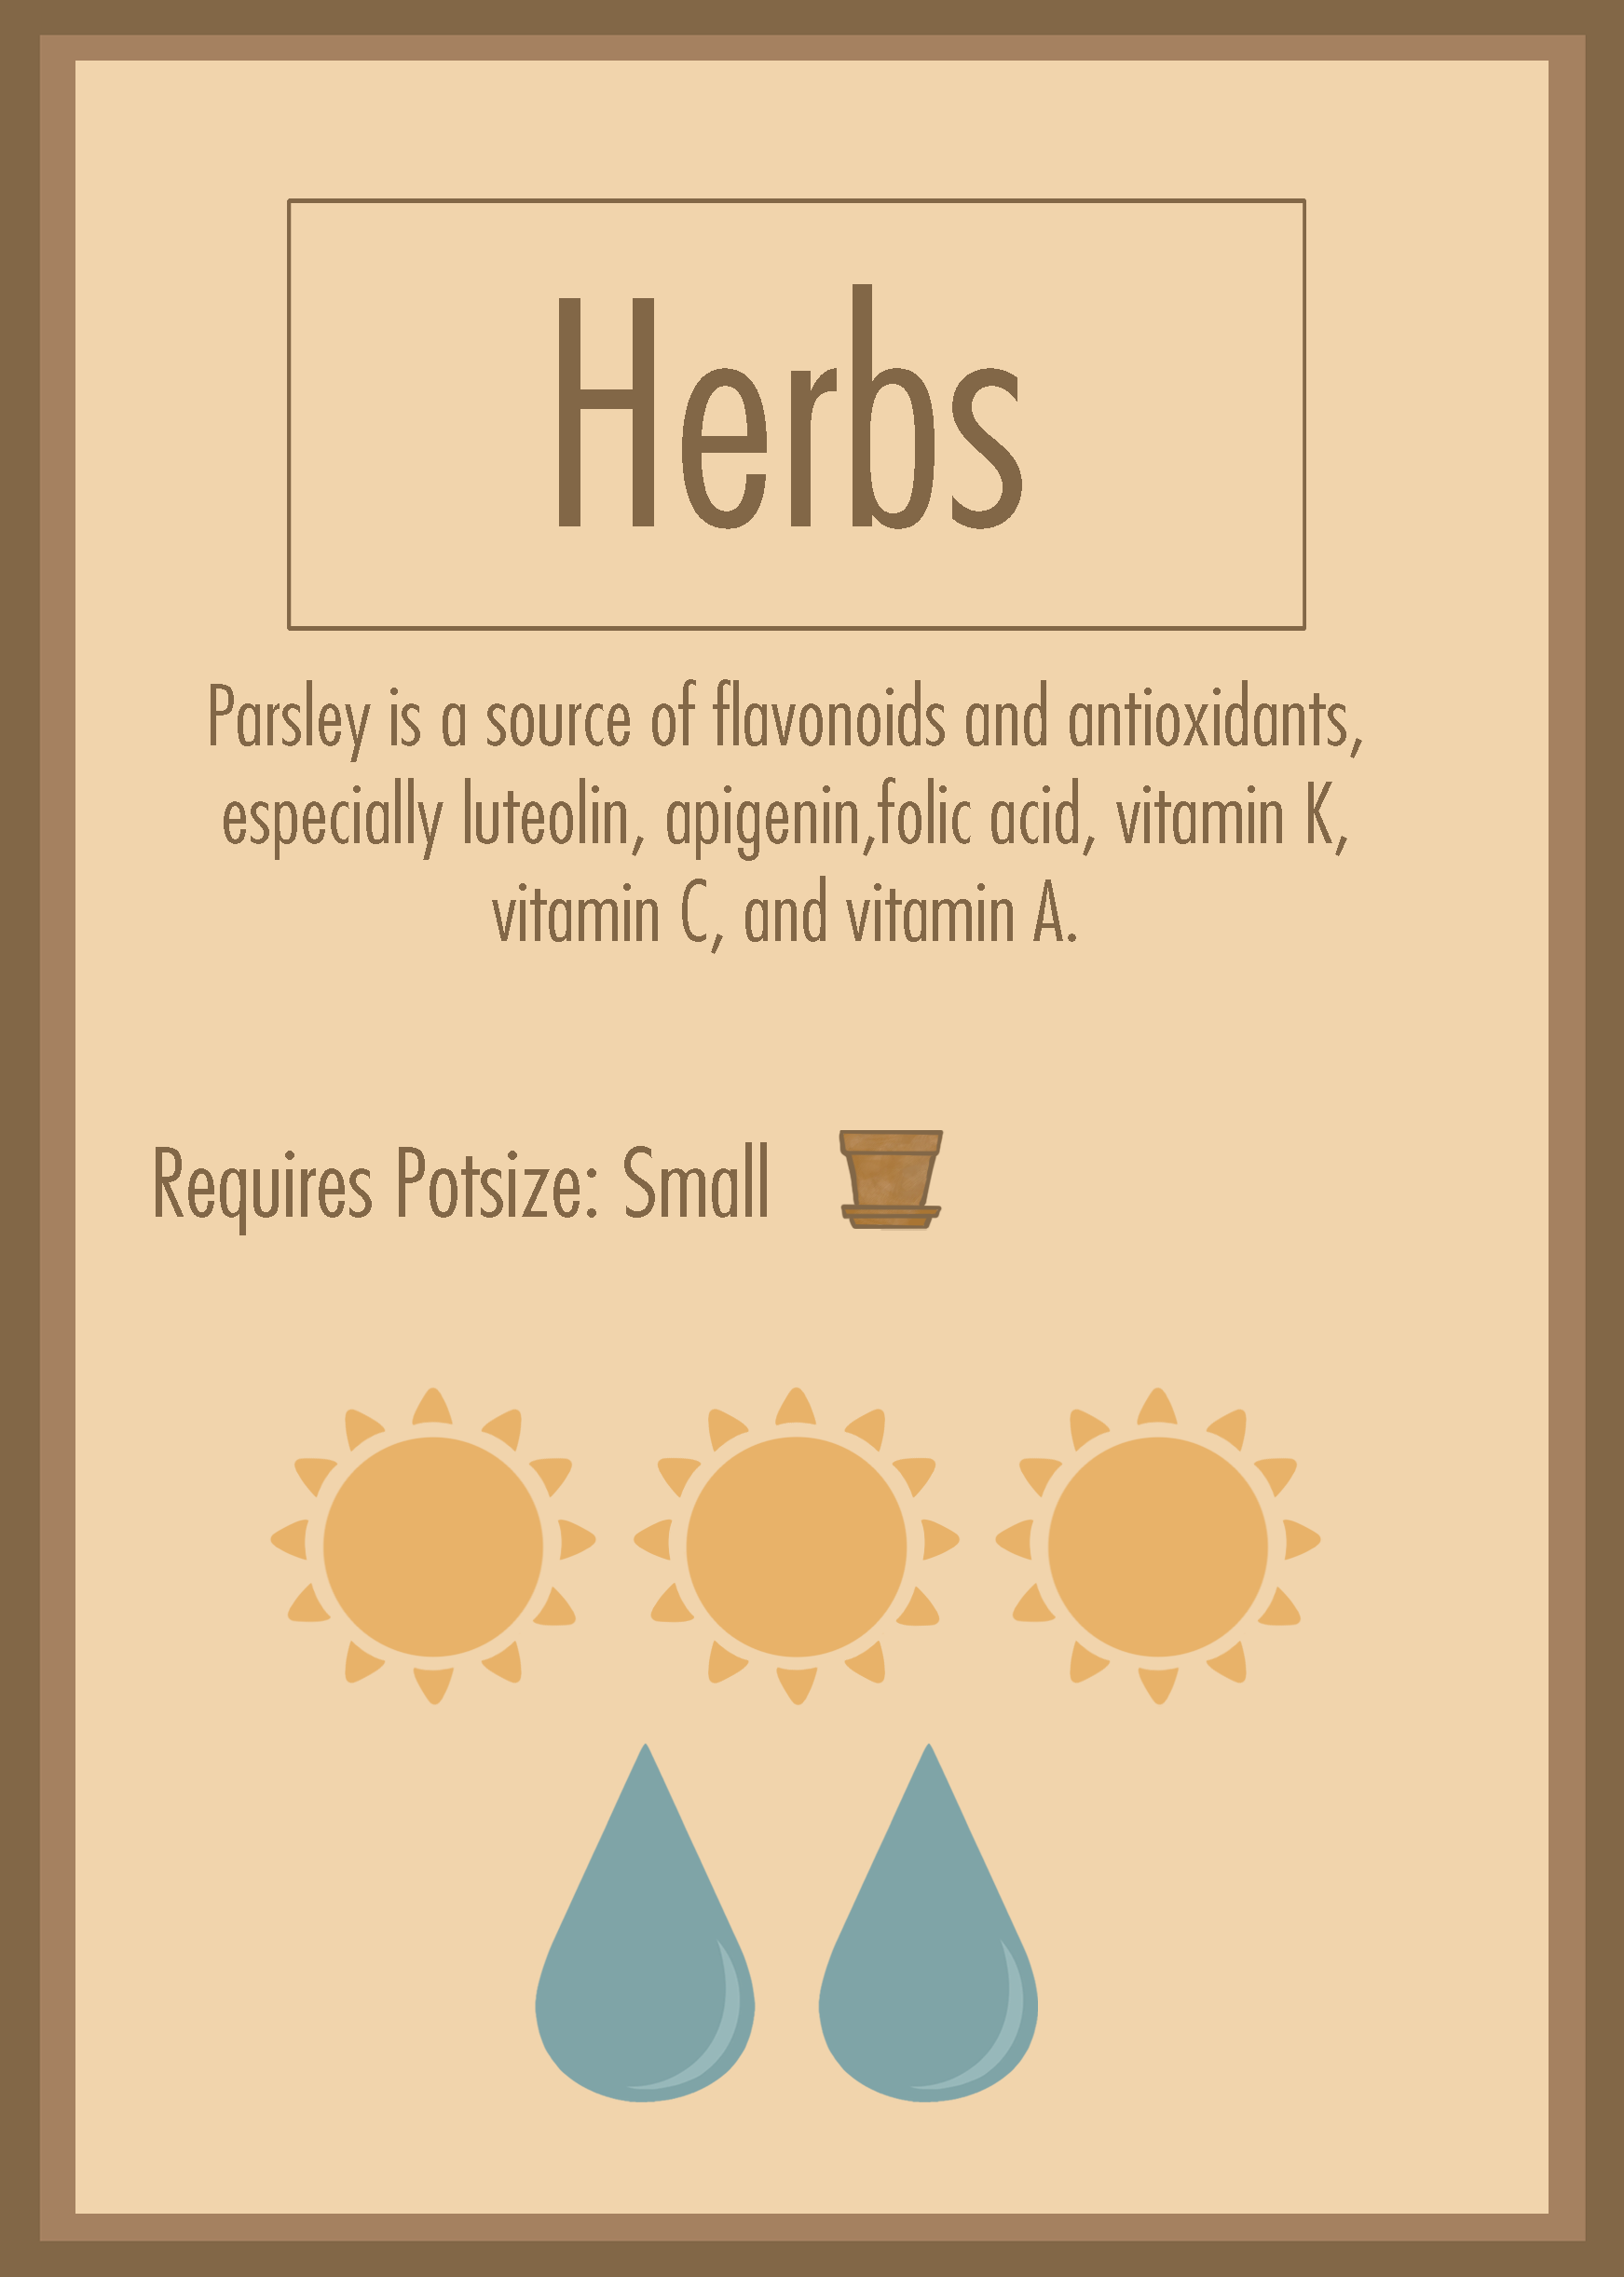 Herbs
Parsley is a source of flavonoids and antioxidants,
especially luteolin, apigenin,folic acid, vitamin K,
vitamin C, and vitamin A.
Requires Potsize: Small